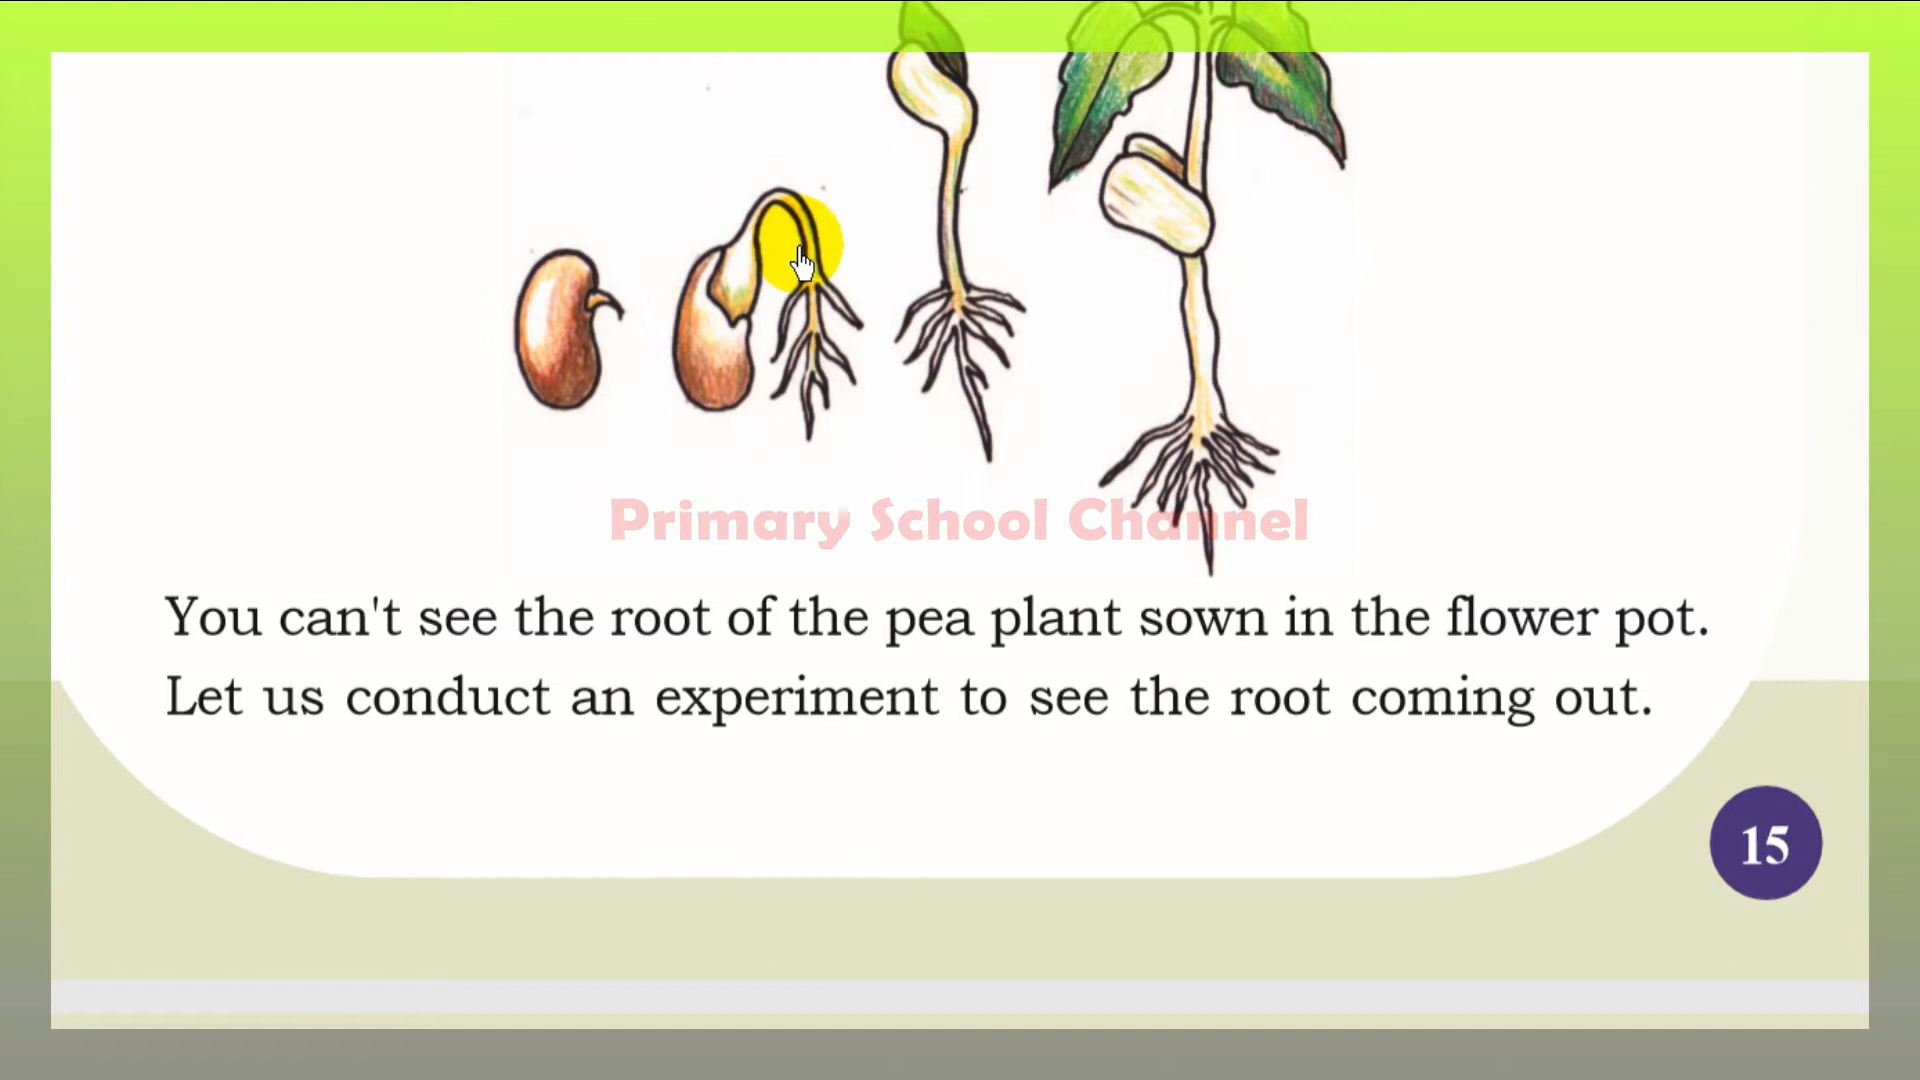 Primary School Channel
You can't see the root of the pea plant sown in the flower pot.
Let us conduct an experiment to see the root coming out.
15